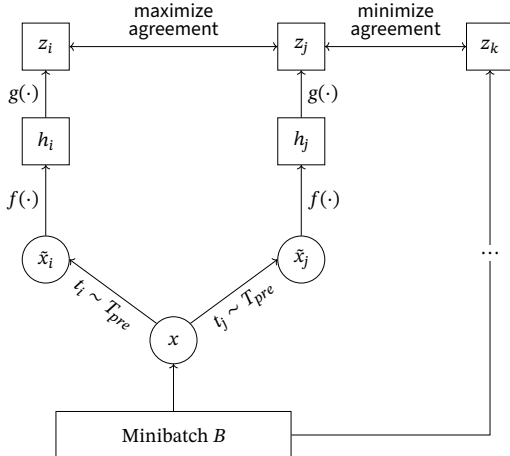 maximize
agreement
minimize
agreement
z_i
z_j
z_k
g(·)
g(·)
h_i
h_j
f(·)
f(·)
x̃_i
x̃_j
...
t_i ~ T_pre
t_j ~ T_pre
x
Minibatch B